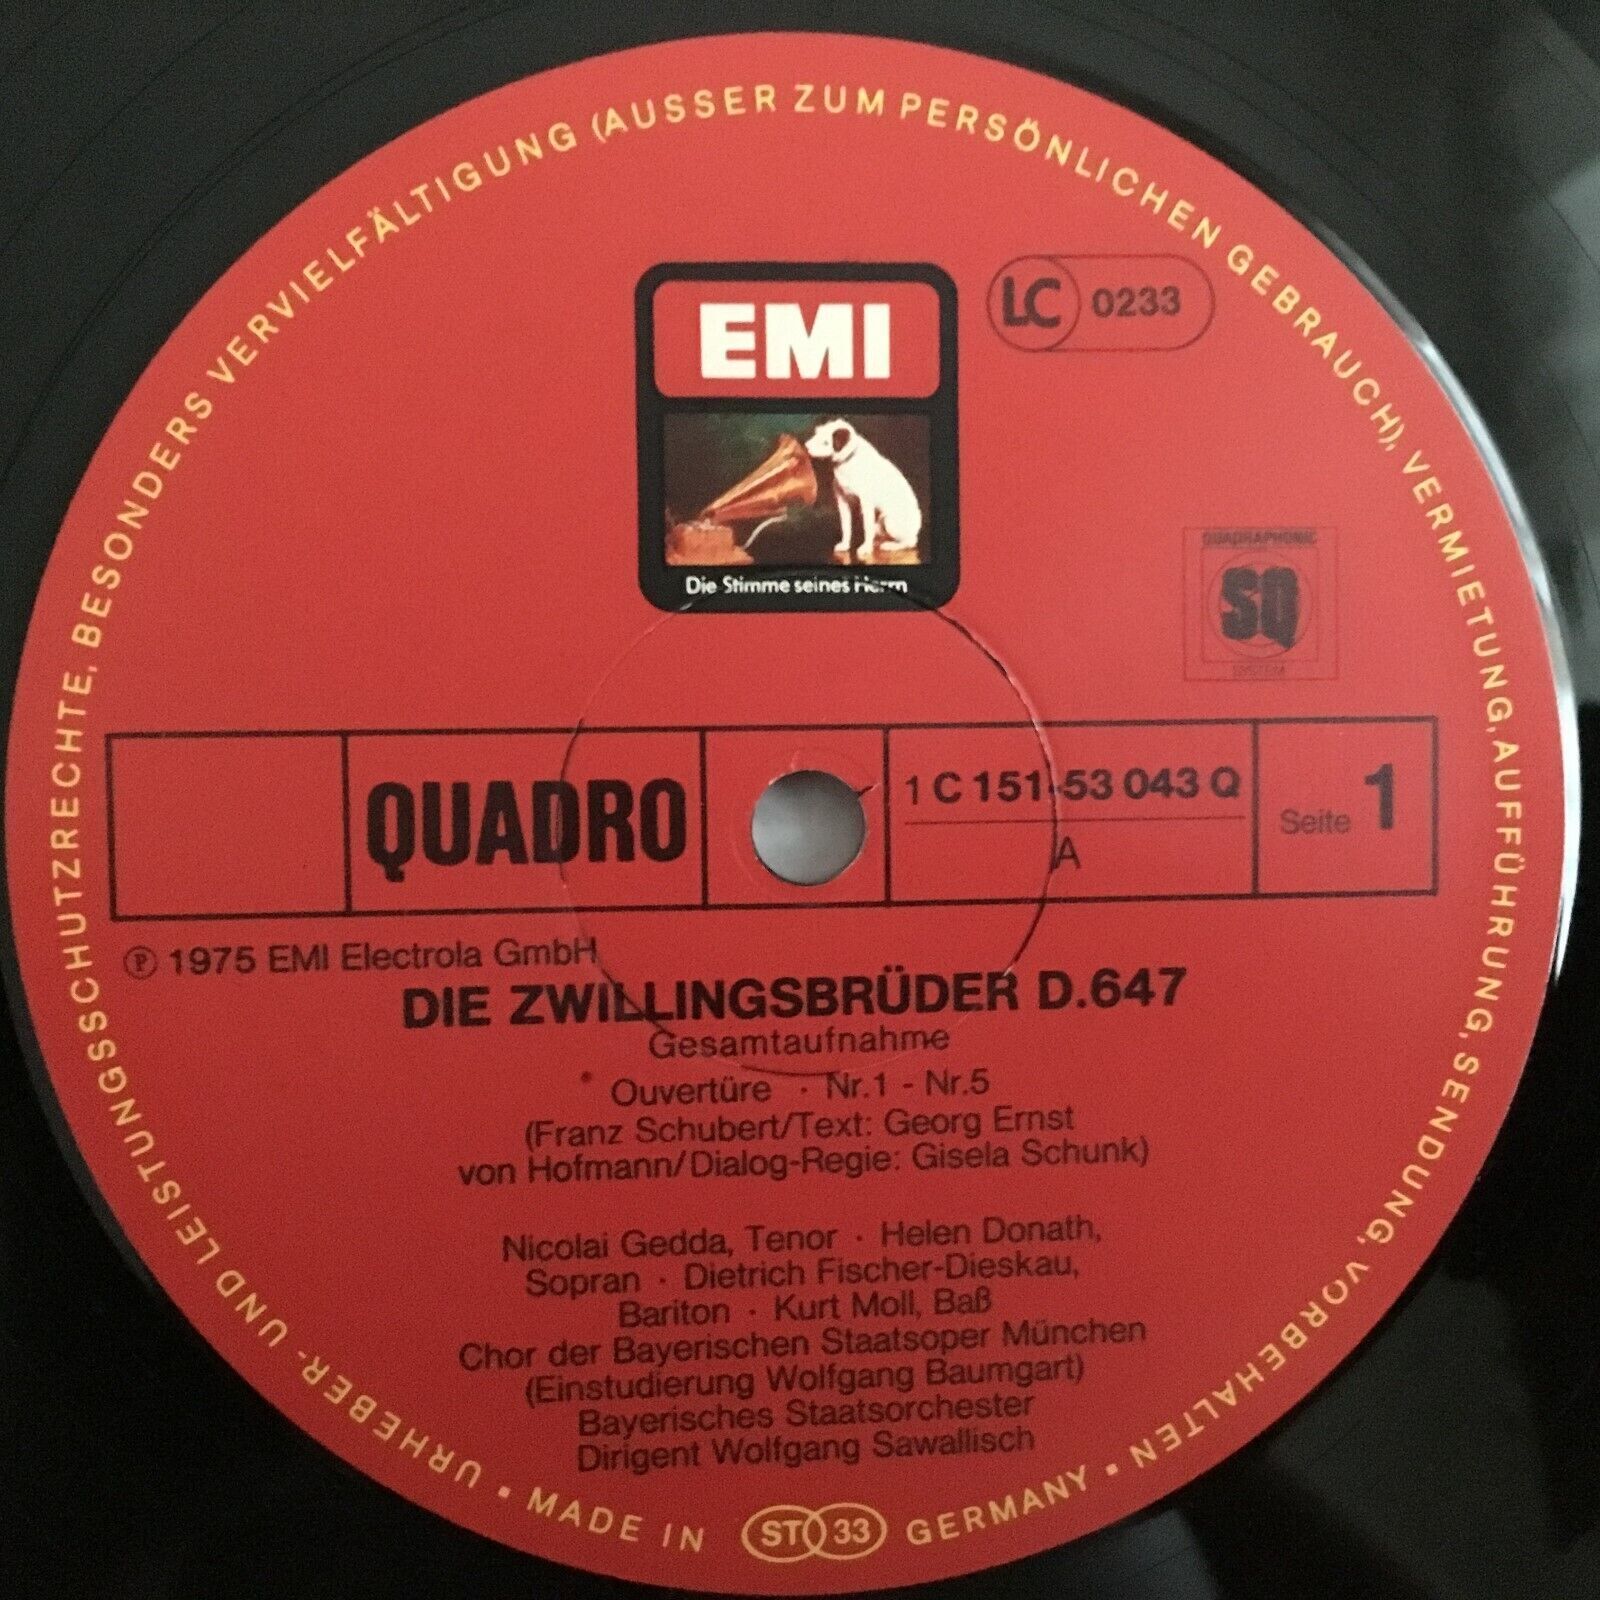 URHEBER- UND LEISTUNGSSCHUTZRECHTE, BESONDERS VERVIELFÄLTIGUNG (AUSSER ZUM PERSÖNLICHEN GEBRAUCH), VERMIETUNG, AUFFÜHRUNG, SENDUNG, VORBEHALTEN •
EMI
LC 0233
Die Stimme seines Herrn
QUADRAPHONIC
SQ
SYSTEM
QUADRO
1 C 151-53 043 Q
A
Seite 1
Ⓟ 1975 EMI Electrola GmbH
DIE ZWILLINGSBRÜDER D.647
Gesamtaufnahme
Ouvertüre · Nr.1 - Nr.5
(Franz Schubert/Text: Georg Ernst
von Hofmann/Dialog-Regie: Gisela Schunk)
Nicolai Gedda, Tenor · Helen Donath,
Sopran · Dietrich Fischer-Dieskau,
Bariton · Kurt Moll, Baß
Chor der Bayerischen Staatsoper München
(Einstudierung Wolfgang Baumgart)
Bayerisches Staatsorchester
Dirigent Wolfgang Sawallisch
• MADE IN ST 33 GERMANY